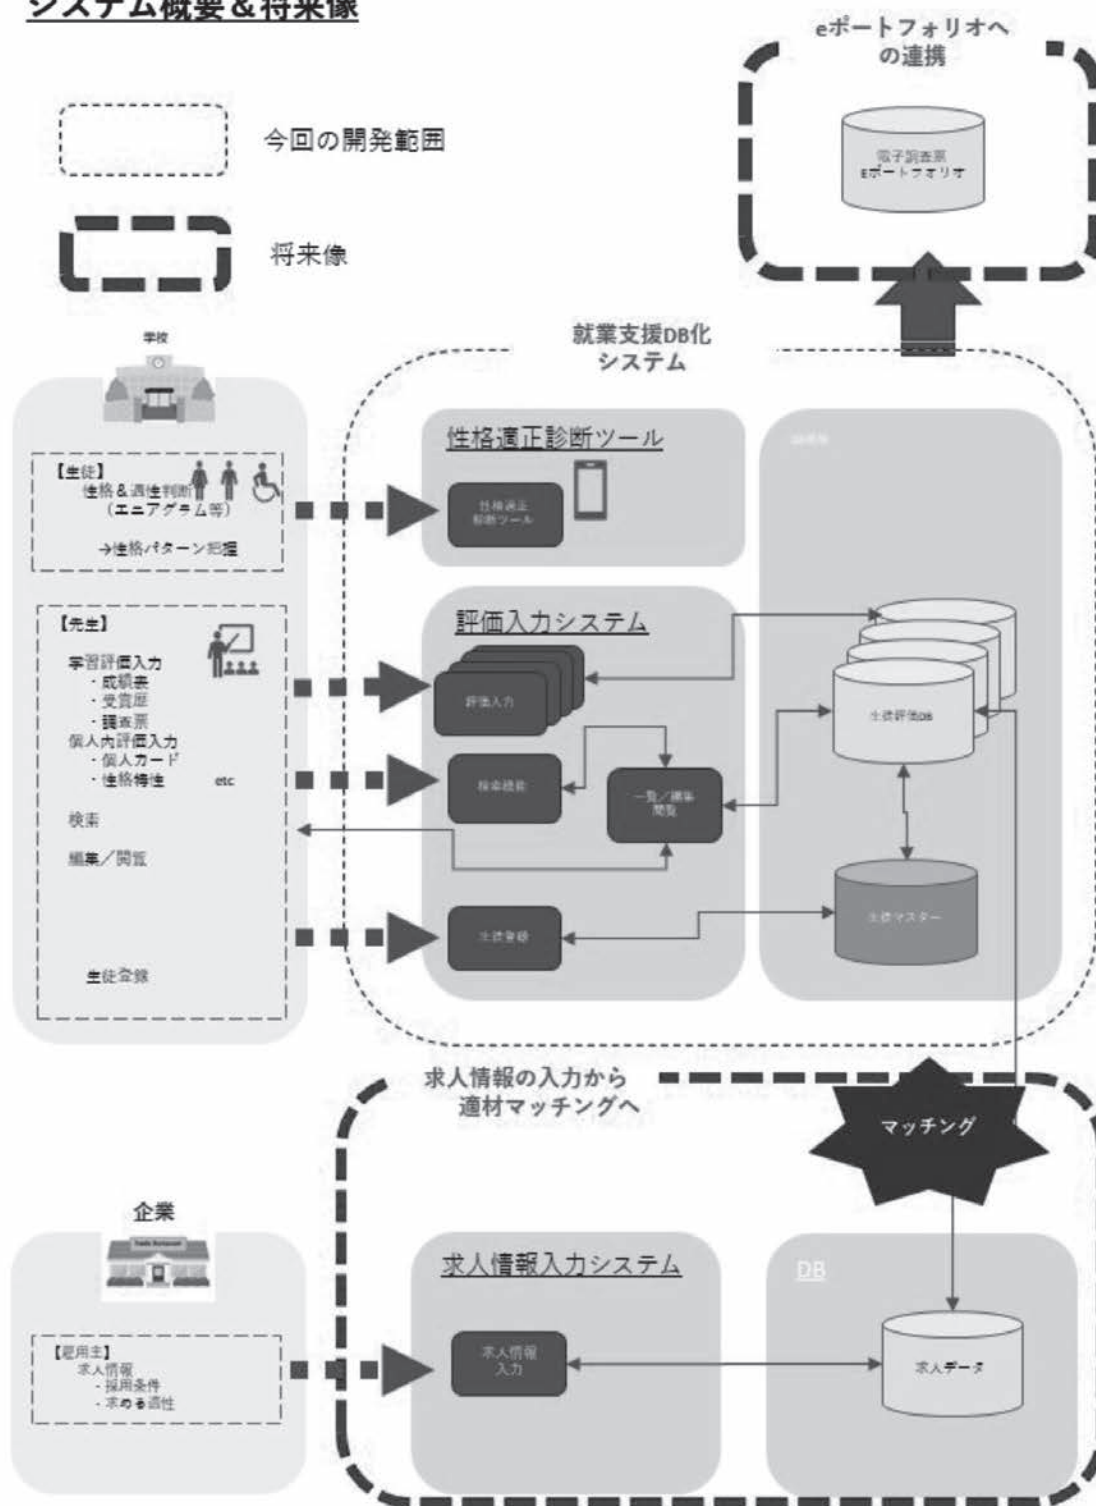 システム概要＆将来像
eポートフォリオへ
の連携
電子調査票
Eポートフォリオ
今回の開発範囲
将来像
学校
就業支援DB化
システム
【生徒】
性格＆適性判断
（エニアグラム等）
→性格パターン把握
性格適正診断ツール
性格適正
診断ツール
【先生】
学習評価入力
・成績表
・受賞歴
・調査票
個人内評価入力
・個人カード
・性格特性 etc
検索
編集／閲覧
生徒登録
評価入力システム
評価入力
検索機能
一覧／編集
閲覧
生徒登録
生徒評価DB
生徒マスター
求人情報の入力から
適材マッチングへ
マッチング
企業
【雇用主】
求人情報
・採用条件
・求める適性
求人情報入力システム
求人情報
入力
DB
求人データ